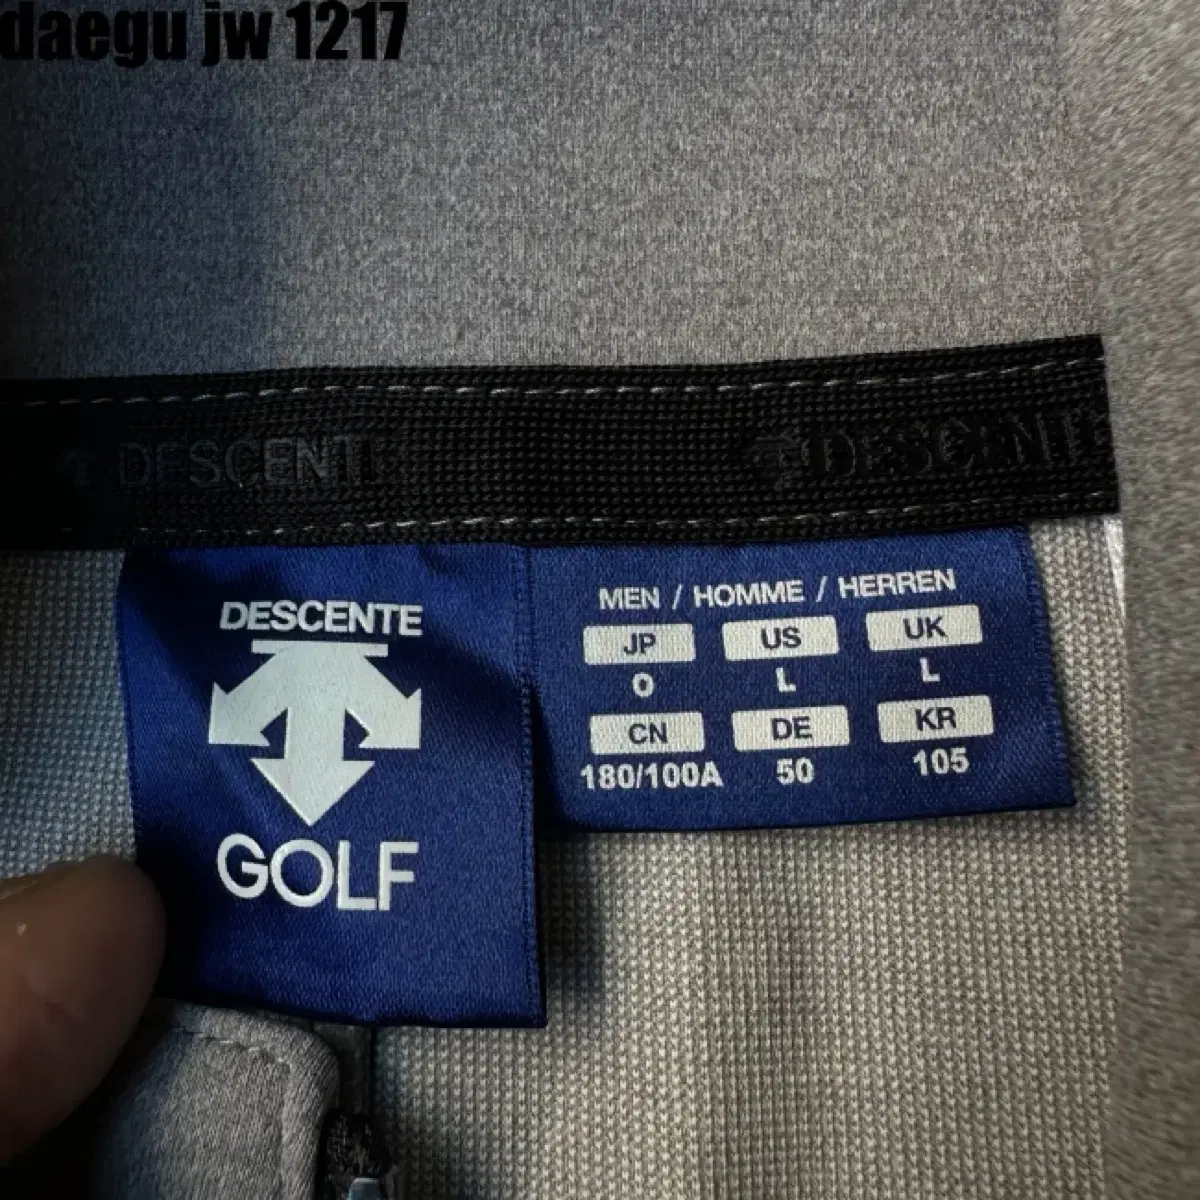 daegu jw 1217
DESCENTE DESCENTE
DESCENTE
GOLF
MEN / HOMME / HERREN
JP US UK
O L L
CN DE KR
180/100A 50 105